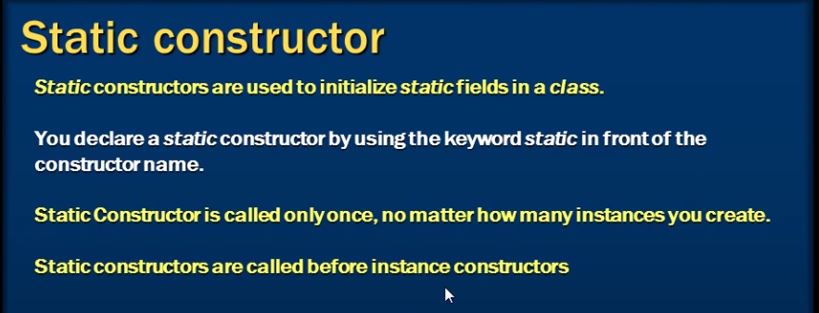 Static constructor
Static constructors are used to initialize static fields in a class.
You declare a static constructor by using the keyword static in front of the
constructor name.
Static Constructor is called only once, no matter how many instances you create.
Static constructors are called before instance constructors